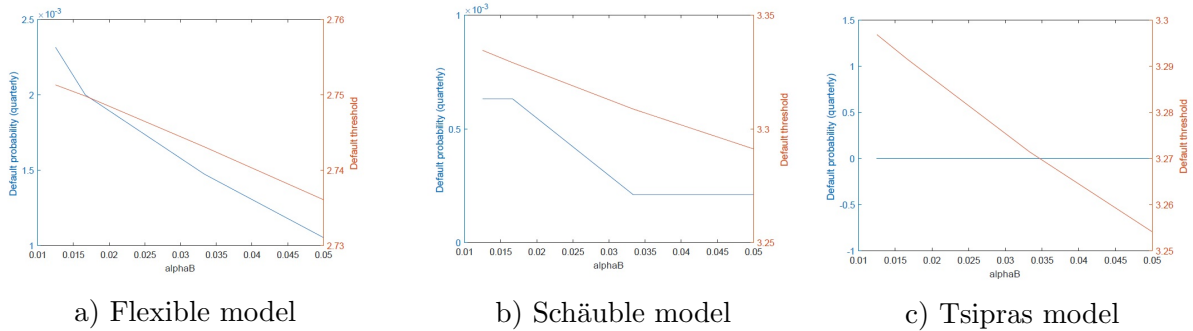 ×10⁻³
2.5
2
1.5
1
Default probability (quarterly)
2.76
2.75
2.74
2.73
Default threshold
0.01 0.015 0.02 0.025 0.03 0.035 0.04 0.045 0.05
alphaB
a) Flexible model
×10⁻³
1
0.5
0
Default probability (quarterly)
3.35
3.3
3.25
Default threshold
0.01 0.015 0.02 0.025 0.03 0.035 0.04 0.045 0.05
alphaB
b) Schäuble model
1.5
1
0.5
0
-0.5
-1
Default probability (quarterly)
3.3
3.29
3.28
3.27
3.26
3.25
Default threshold
0.01 0.015 0.02 0.025 0.03 0.035 0.04 0.045 0.05
alphaB
c) Tsipras model